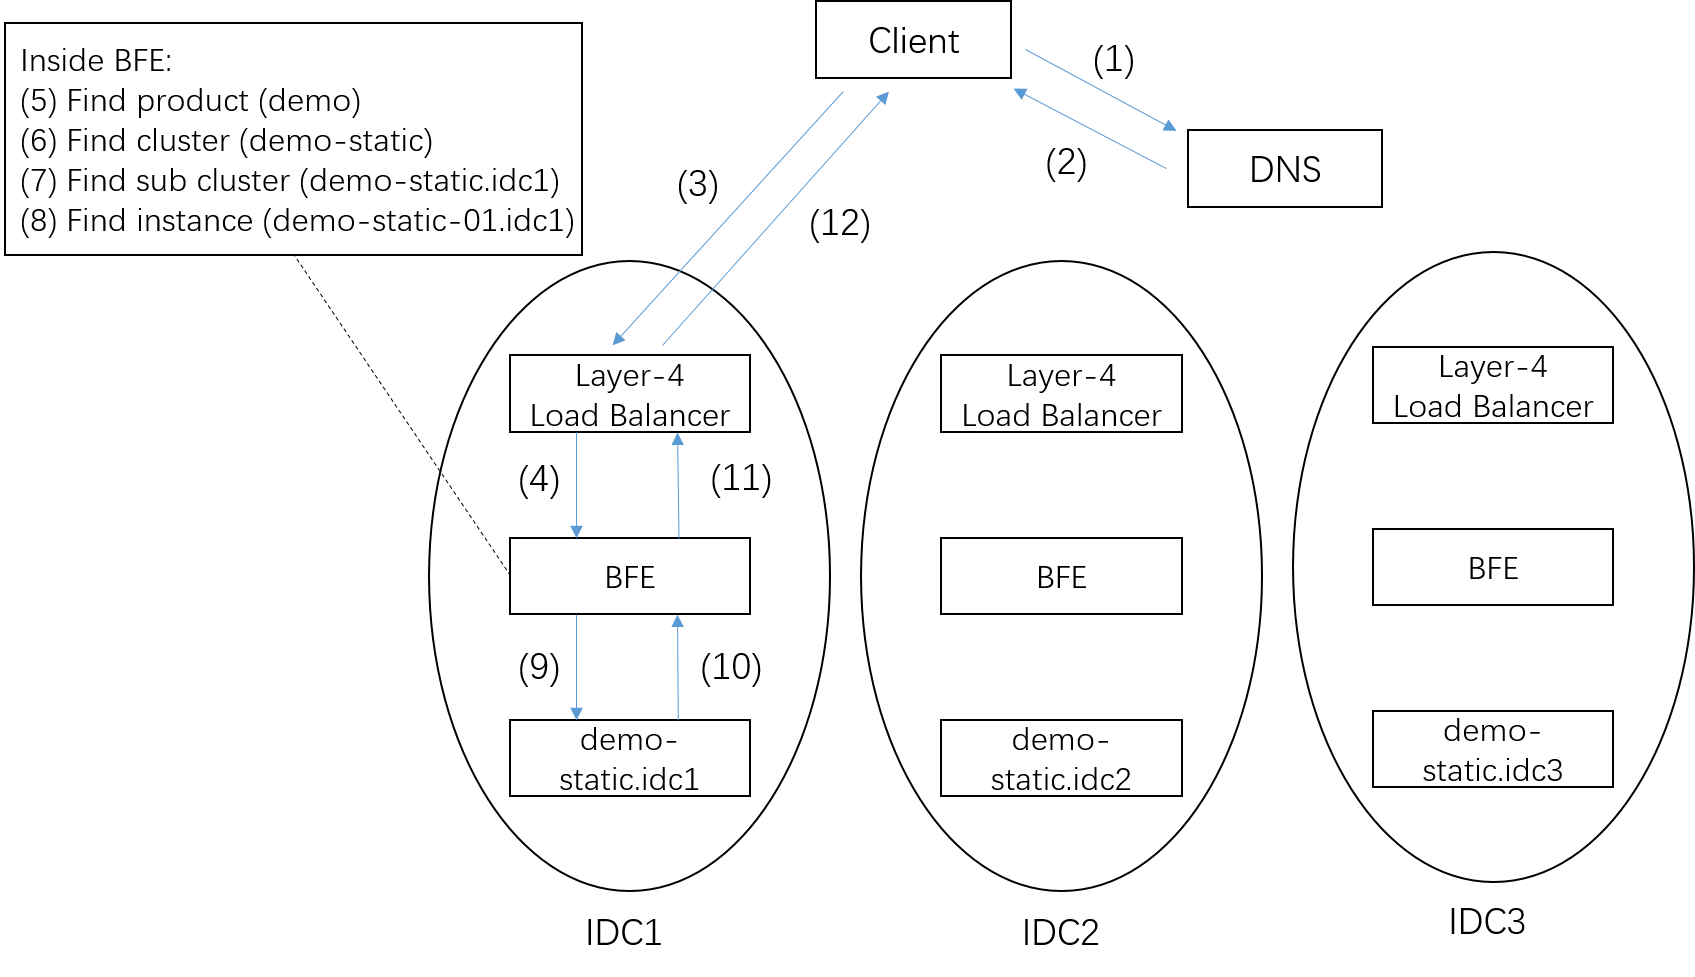 Client
(1)
(2)
DNS
Inside BFE:
(5) Find product (demo)
(6) Find cluster (demo-static)
(7) Find sub cluster (demo-static.idc1)
(8) Find instance (demo-static-01.idc1)
(3)
(12)
Layer-4
Load Balancer
(4)
(11)
BFE
(9)
(10)
demo-
static.idc1
IDC1
Layer-4
Load Balancer
BFE
demo-
static.idc2
IDC2
Layer-4
Load Balancer
BFE
demo-
static.idc3
IDC3